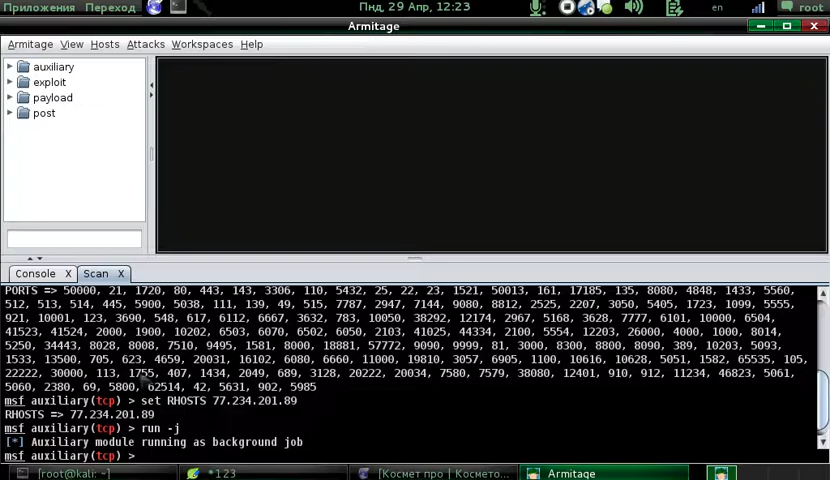 Приложения Переход Пнд, 29 Апр, 12:23 en root
Armitage
Armitage View Hosts Attacks Workspaces Help
auxiliary
exploit
payload
post
Console X Scan X
PORTS => 50000, 21, 1720, 80, 443, 143, 3306, 110, 5432, 25, 22, 23, 1521, 50013, 161, 17185, 135, 8080, 4848, 1433, 5560,
512, 513, 514, 445, 5900, 5038, 111, 139, 49, 515, 7787, 2947, 7144, 9080, 8812, 2525, 2207, 3050, 5405, 1723, 1099, 5555,
921, 10001, 123, 3690, 548, 617, 6112, 6667, 3632, 783, 10050, 38292, 12174, 2967, 5168, 3628, 7777, 6101, 10000, 6504,
41523, 41524, 2000, 1900, 10202, 6503, 6070, 6502, 6050, 2103, 41025, 44334, 2100, 5554, 12203, 26000, 4000, 1000, 8014,
5250, 34443, 8028, 8008, 7510, 9495, 1581, 8000, 18881, 57772, 9090, 9999, 81, 3000, 8300, 8800, 8090, 389, 10203, 5093,
1533, 13500, 705, 623, 4659, 20031, 16102, 6080, 6660, 11000, 19810, 3057, 6905, 1100, 10616, 10628, 5051, 1582, 65535, 105,
22222, 30000, 113, 1755, 407, 1434, 2049, 689, 3128, 20222, 20034, 7580, 7579, 38080, 12401, 910, 912, 11234, 46823, 5061,
5060, 2380, 69, 5800, 62514, 42, 5631, 902, 5985
msf auxiliary(tcp) > set RHOSTS 77.234.201.89
RHOSTS => 77.234.201.89
msf auxiliary(tcp) > run -j
[*] Auxiliary module running as background job
msf auxiliary(tcp) >
[root@kali: ~] *123 [Космет про | Космето... Armitage